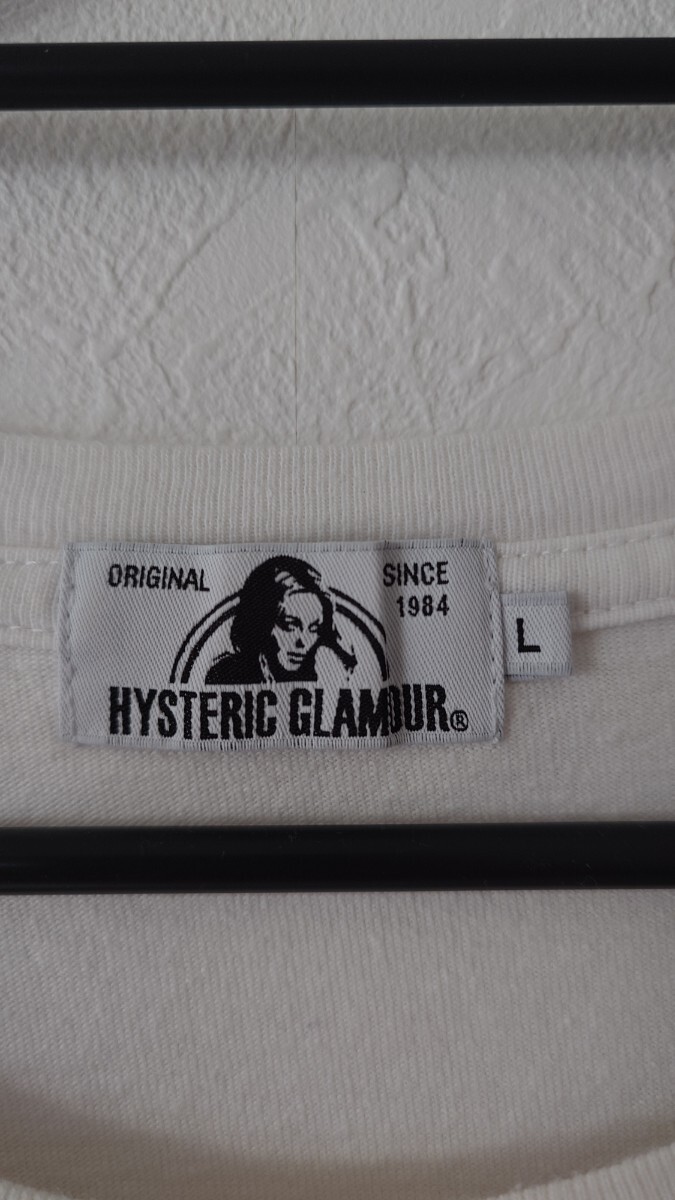 ORIGINAL SINCE
1984
HYSTERIC GLAMOUR®
L